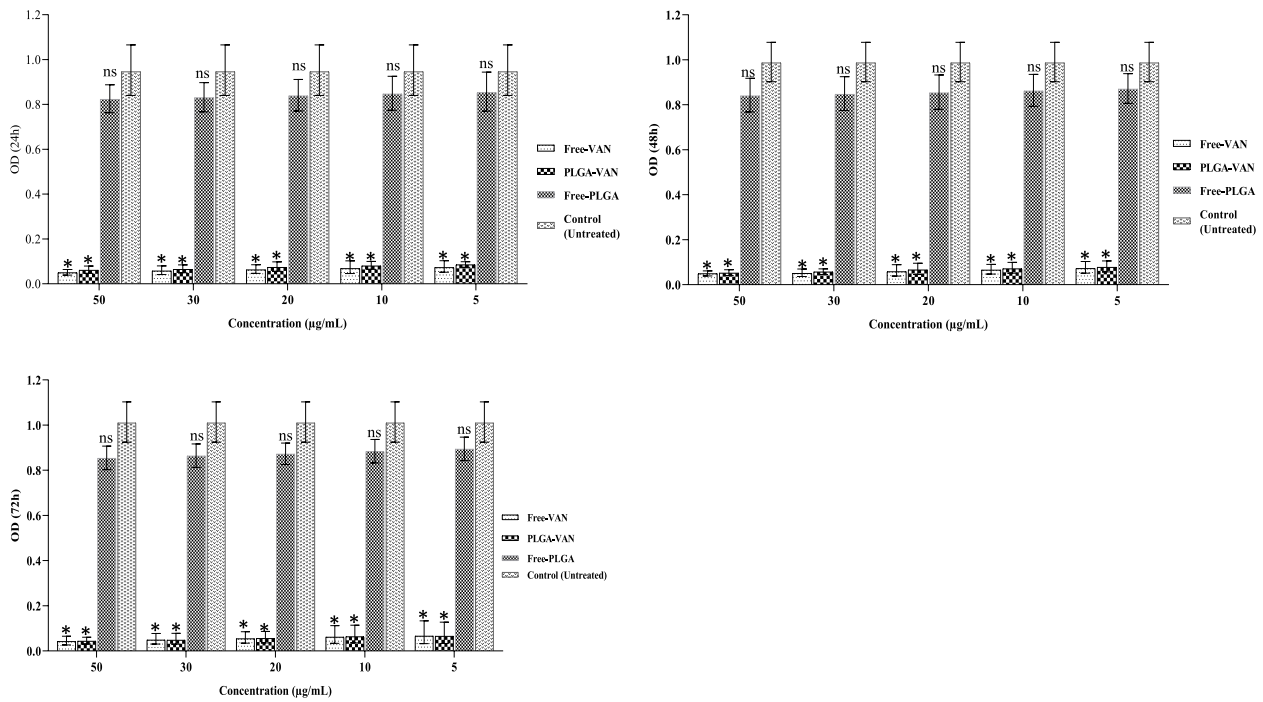 OD (24h)
1.2
1.0
0.8
0.6
0.4
0.2
0.0
ns ns ns ns ns
* * * * * * * * * *
50 30 20 10 5
Concentration (µg/mL)
Free-VAN
PLGA-VAN
Free-PLGA
Control
(Untreated)
OD (48h)
1.2
1.0
0.8
0.6
0.4
0.2
0.0
ns ns ns ns ns
* * * * * * * * * *
50 30 20 10 5
Concentration (µg/mL)
Free-VAN
PLGA-VAN
Free-PLGA
Control
(Untreated)
OD (72h)
1.2
1.0
0.8
0.6
0.4
0.2
0.0
ns ns ns ns ns
* * * * * * * * * *
50 30 20 10 5
Concentration (µg/mL)
Free-VAN
PLGA-VAN
Free-PLGA
Control (Untreated)